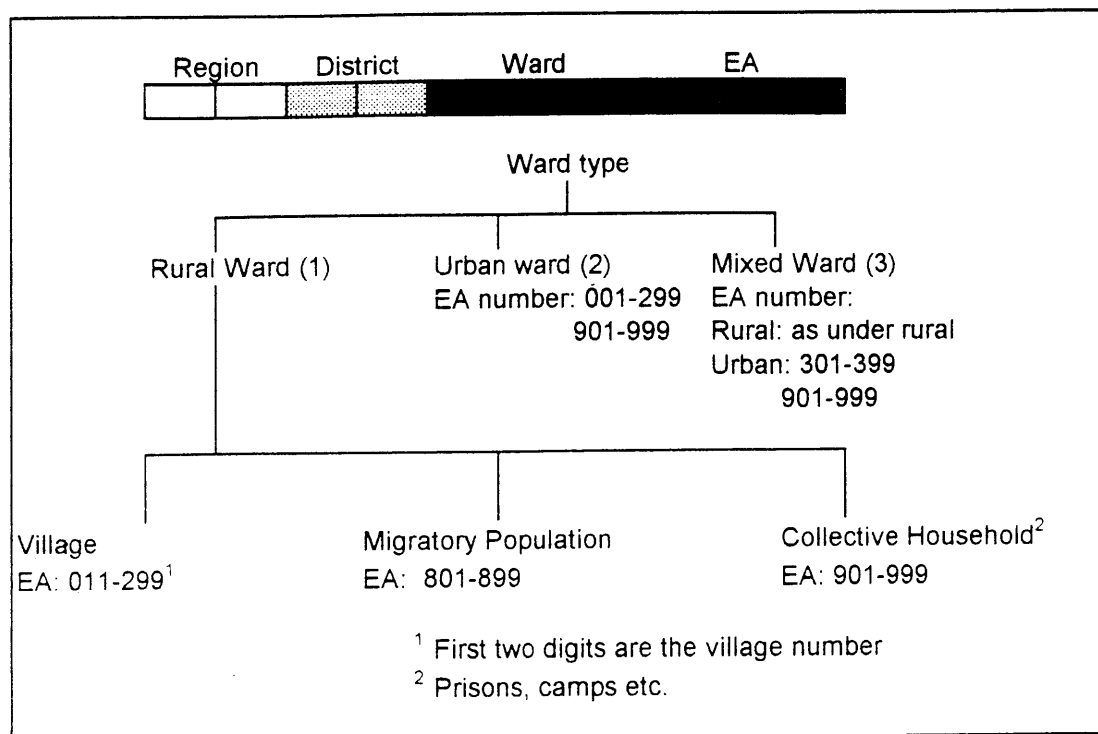 Region District Ward EA
Ward type
Rural Ward (1)
Urban ward (2)
EA number: 001-299
901-999
Mixed Ward (3)
EA number:
Rural: as under rural
Urban: 301-399
901-999
Village
EA: 011-299¹
Migratory Population
EA: 801-899
Collective Household²
EA: 901-999
¹ First two digits are the village number
² Prisons, camps etc.